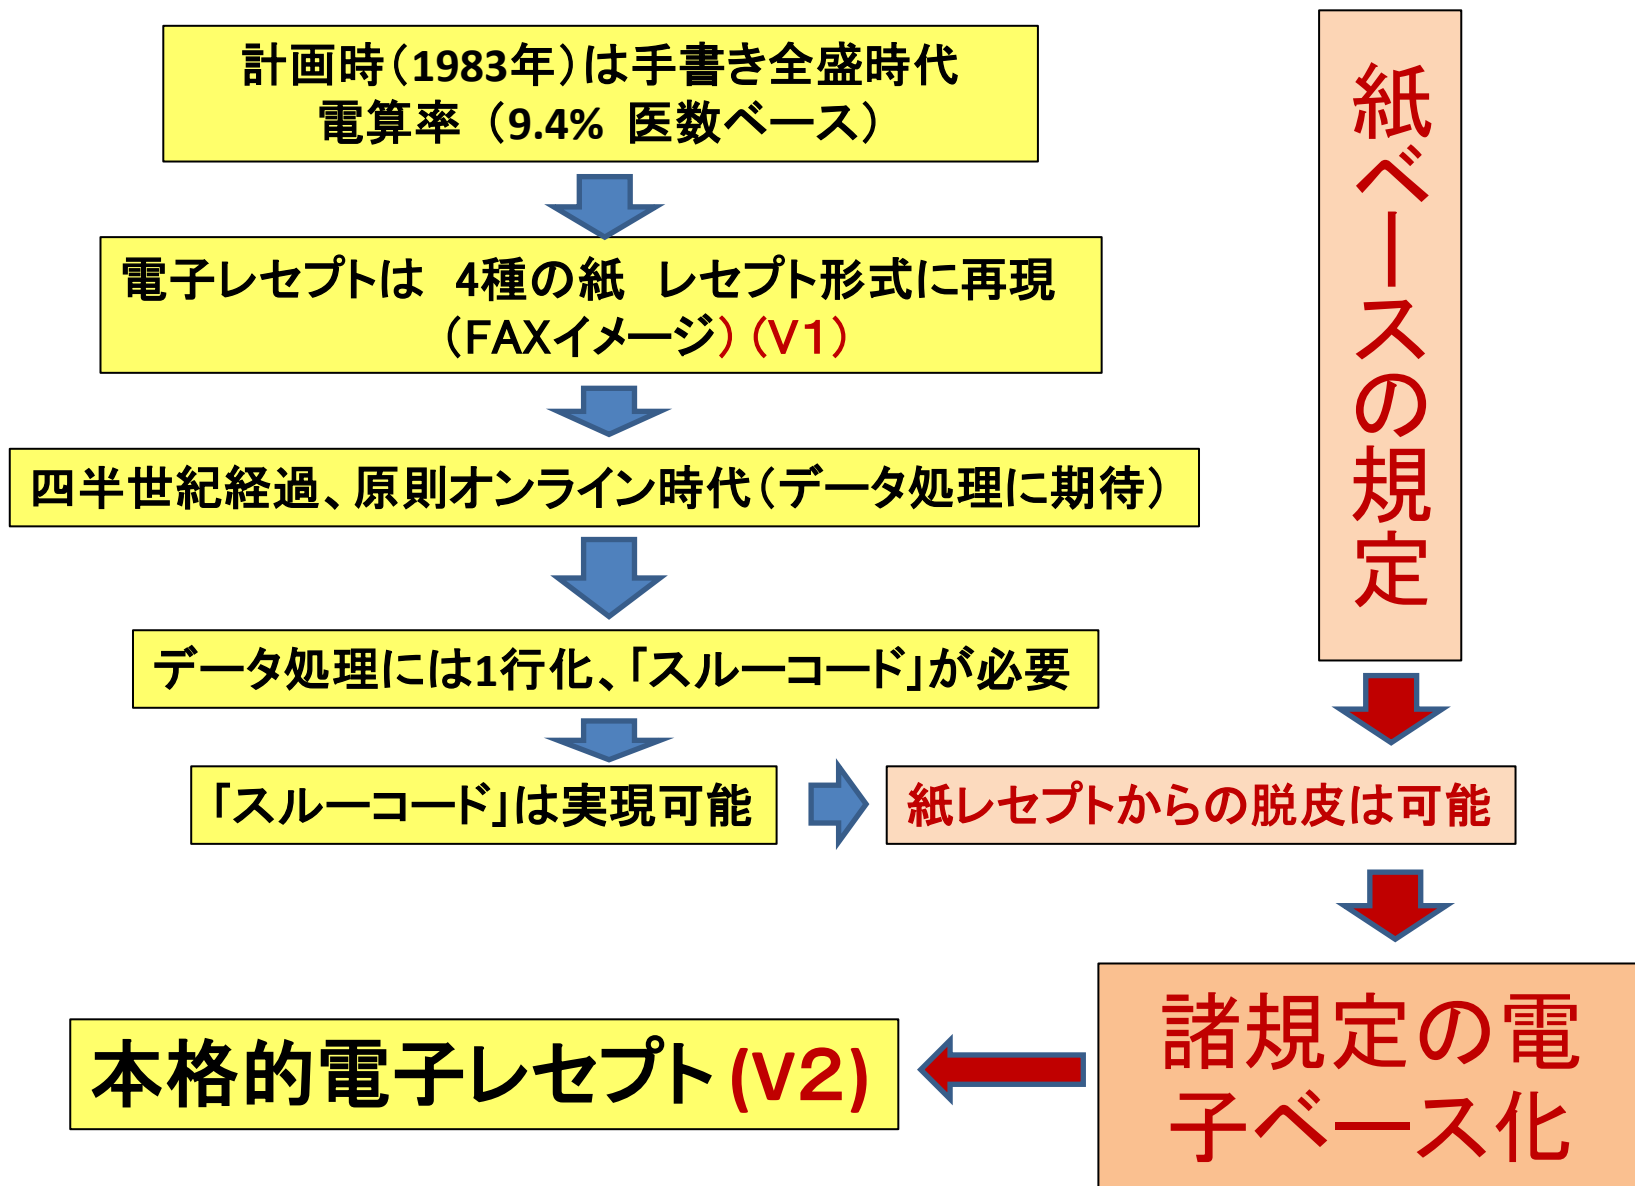 計画時（1983年）は手書き全盛時代
電算率 （9.4% 医数ベース）
電子レセプトは 4種の紙 レセプト形式に再現
（FAXイメージ）（V1）
四半世紀経過、原則オンライン時代（データ処理に期待）
データ処理には1行化、「スルーコード」が必要
「スルーコード」は実現可能
紙ベースの規定
紙レセプトからの脱皮は可能
諸規定の電
子ベース化
本格的電子レセプト (V2)